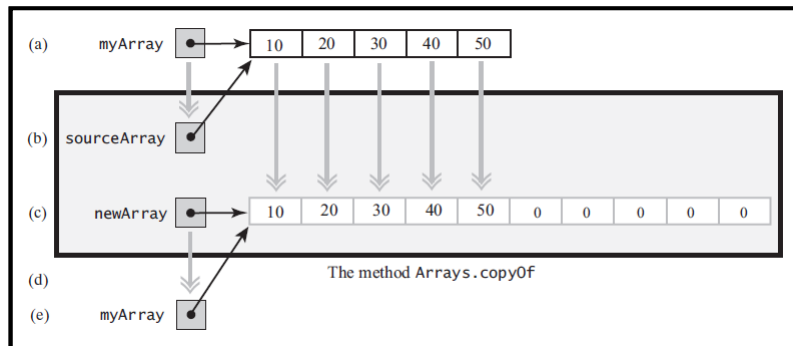 (a) myArray 10 20 30 40 50
(b) sourceArray
(c) newArray 10 20 30 40 50 0 0 0 0 0
The method Arrays.copyOf
(d)
(e) myArray